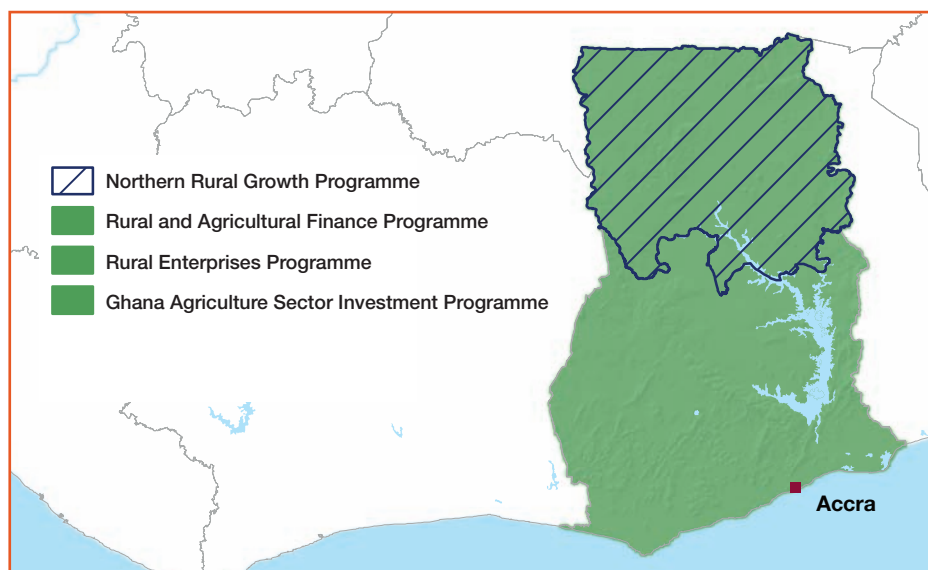 Northern Rural Growth Programme
Rural and Agricultural Finance Programme
Rural Enterprises Programme
Ghana Agriculture Sector Investment Programme
Accra